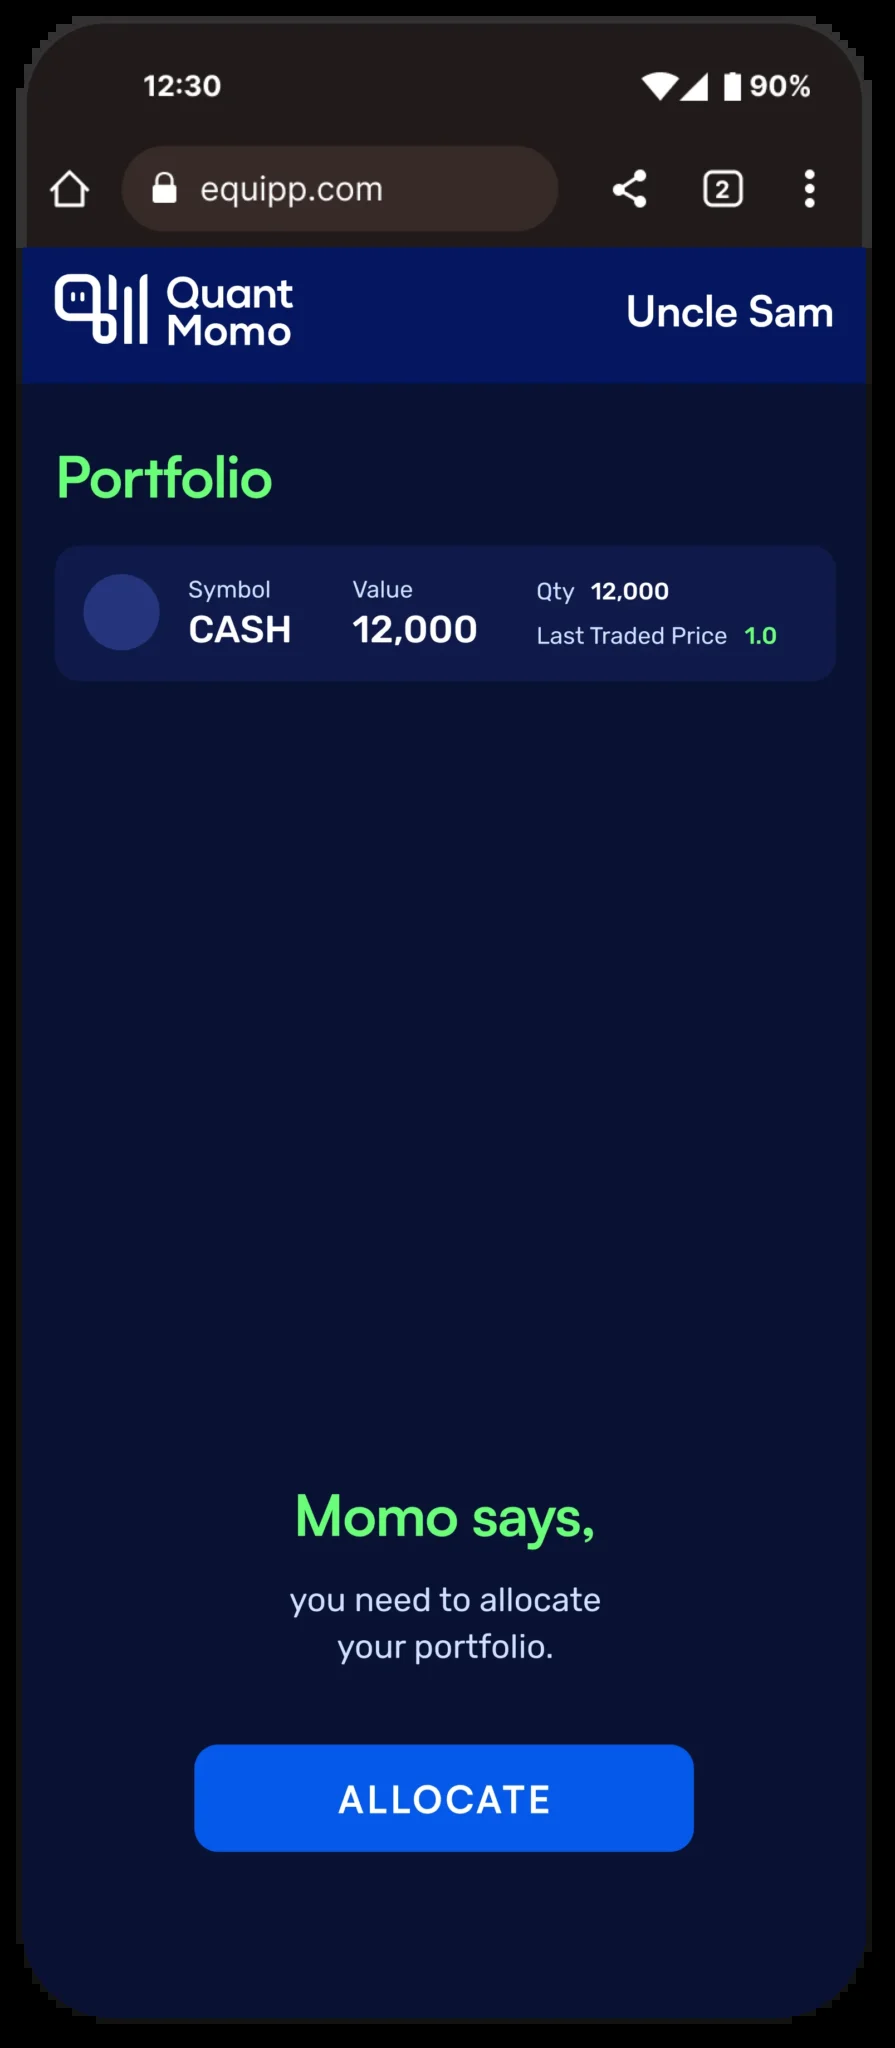 12:30 90%
equipp.com 2
Quant
Momo
Uncle Sam
Portfolio
Symbol Value Qty 12,000
CASH 12,000 Last Traded Price 1.0
Momo says,
you need to allocate
your portfolio.
ALLOCATE